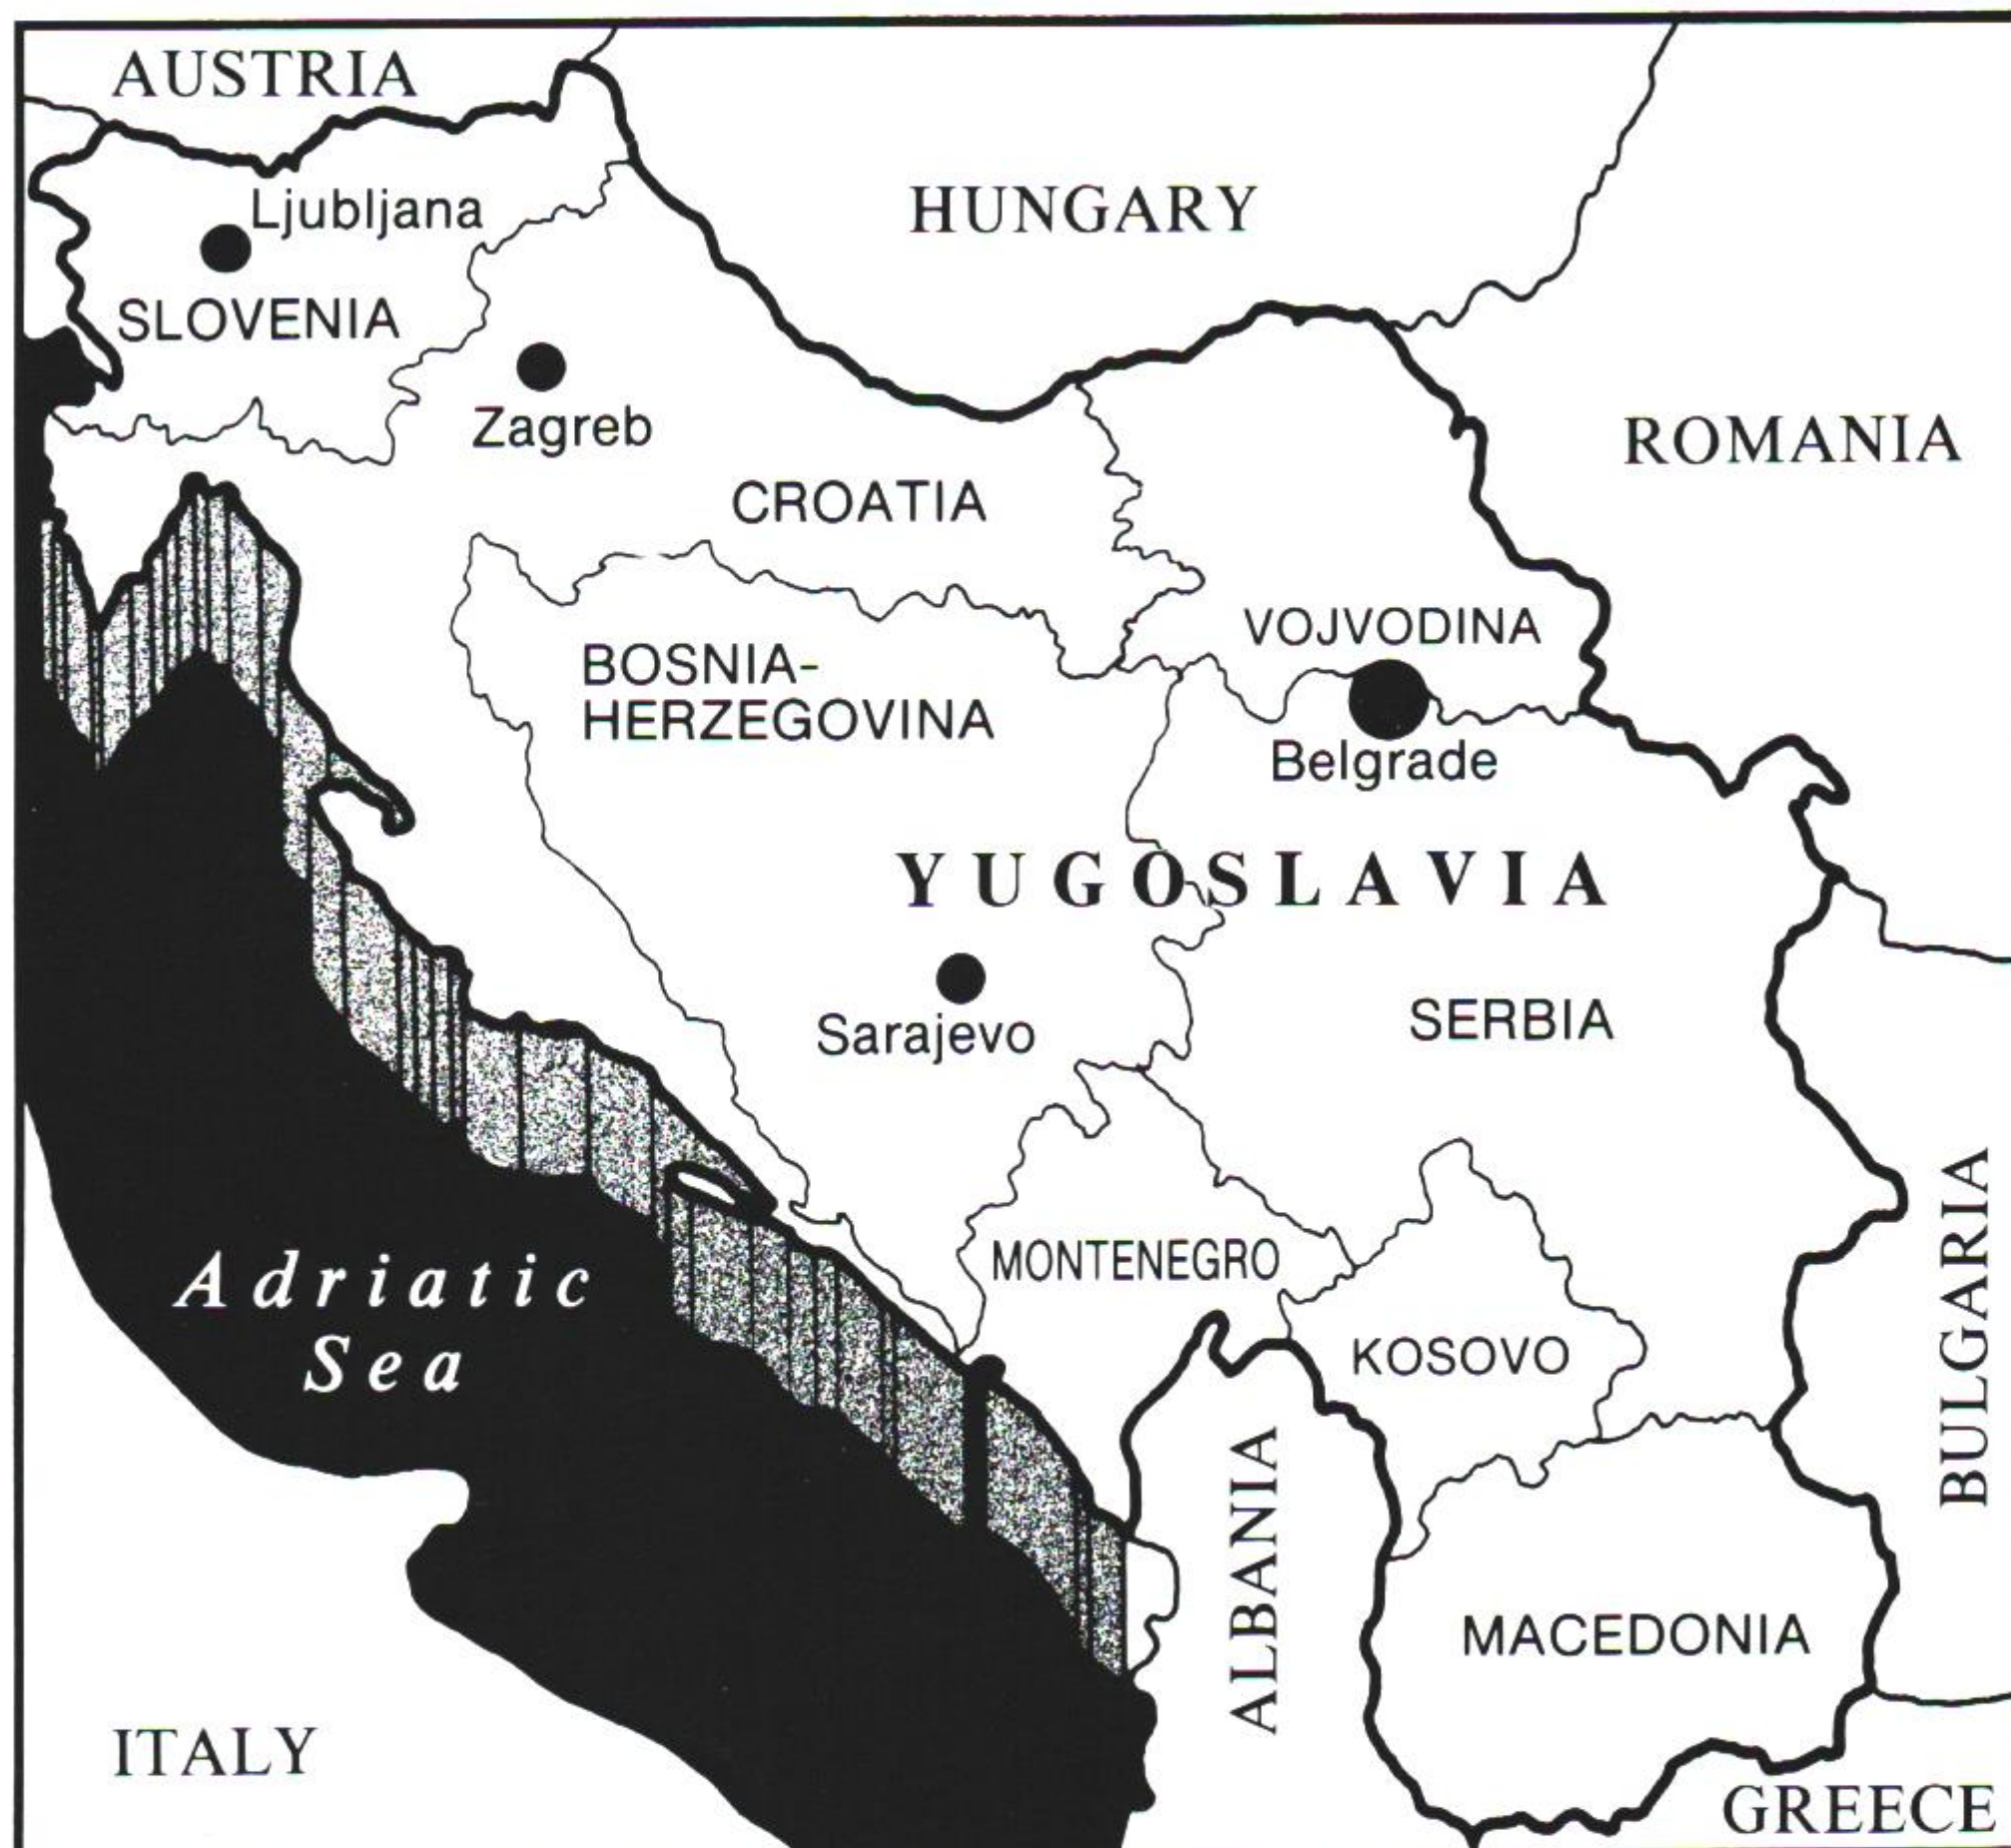 AUSTRIA
HUNGARY
Ljubljana
SLOVENIA
Zagreb
ROMANIA
CROATIA
VOJVODINA
BOSNIA-
HERZEGOVINA
Belgrade
YUGOSLAVIA
Sarajevo
SERBIA
Adriatic
Sea
MONTENEGRO
KOSOVO
BULGARIA
ALBANIA
MACEDONIA
ITALY
GREECE